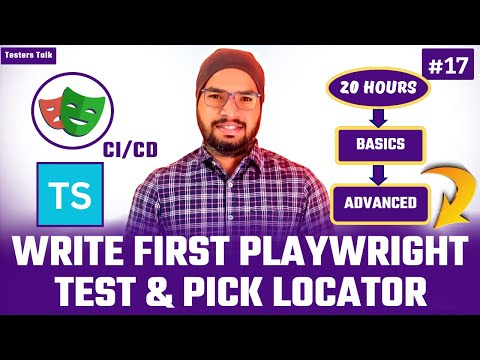 Testers Talk
#17
20 HOURS
CI/CD
BASICS
TS
ADVANCED
WRITE FIRST PLAYWRIGHT
TEST & PICK LOCATOR